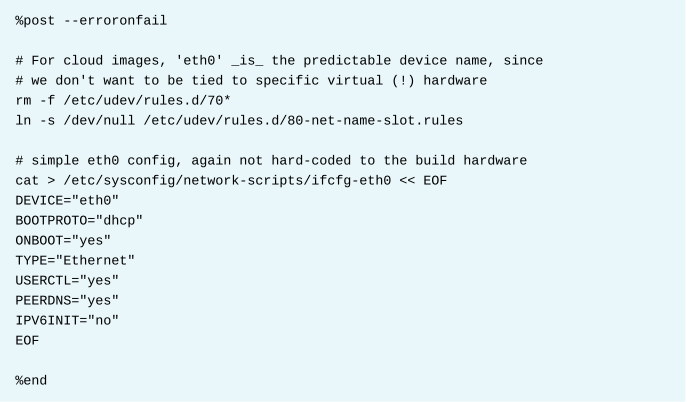 %post --erroronfail
# For cloud images, 'eth0' _is_ the predictable device name, since
# we don't want to be tied to specific virtual (!) hardware
rm -f /etc/udev/rules.d/70*
ln -s /dev/null /etc/udev/rules.d/80-net-name-slot.rules
# simple eth0 config, again not hard-coded to the build hardware
cat > /etc/sysconfig/network-scripts/ifcfg-eth0 << EOF
DEVICE="eth0"
BOOTPROTO="dhcp"
ONBOOT="yes"
TYPE="Ethernet"
USERCTL="yes"
PEERDNS="yes"
IPV6INIT="no"
EOF
%end